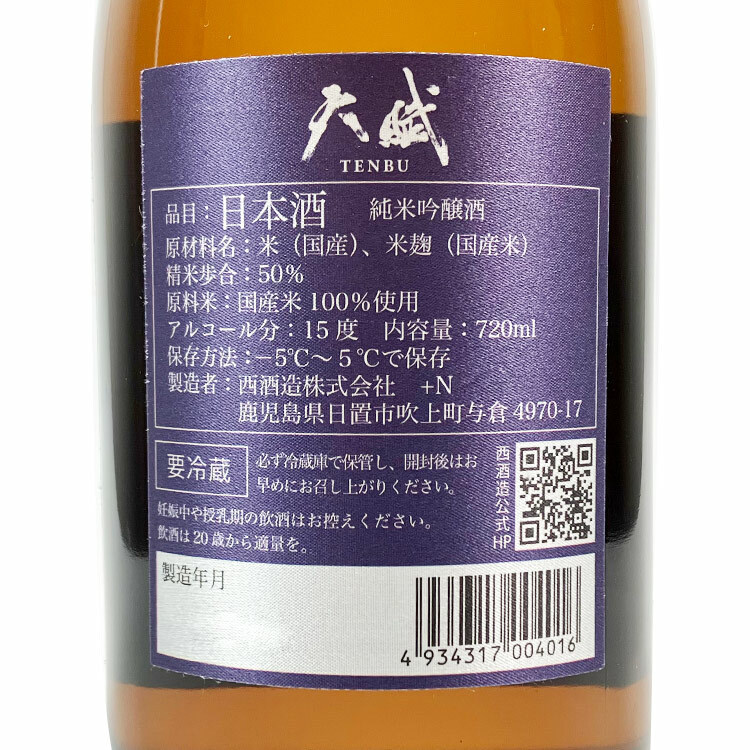 天賦
TENBU
品目：日本酒　純米吟醸酒
原材料名：米（国産）、米麹（国産米）
精米歩合：50％
原料米：国産米 100％使用
アルコール分：15度　内容量：720ml
保存方法：−5℃～5℃で保存
製造者：西酒造株式会社　+N
鹿児島県日置市吹上町与倉 4970-17
要冷蔵
必ず冷蔵庫で保管し、開封後はお
早めにお召し上がりください。
西酒造公式HP
妊娠中や授乳期の飲酒はお控えください。
飲酒は20歳から適量を。
製造年月
4 934317 004016